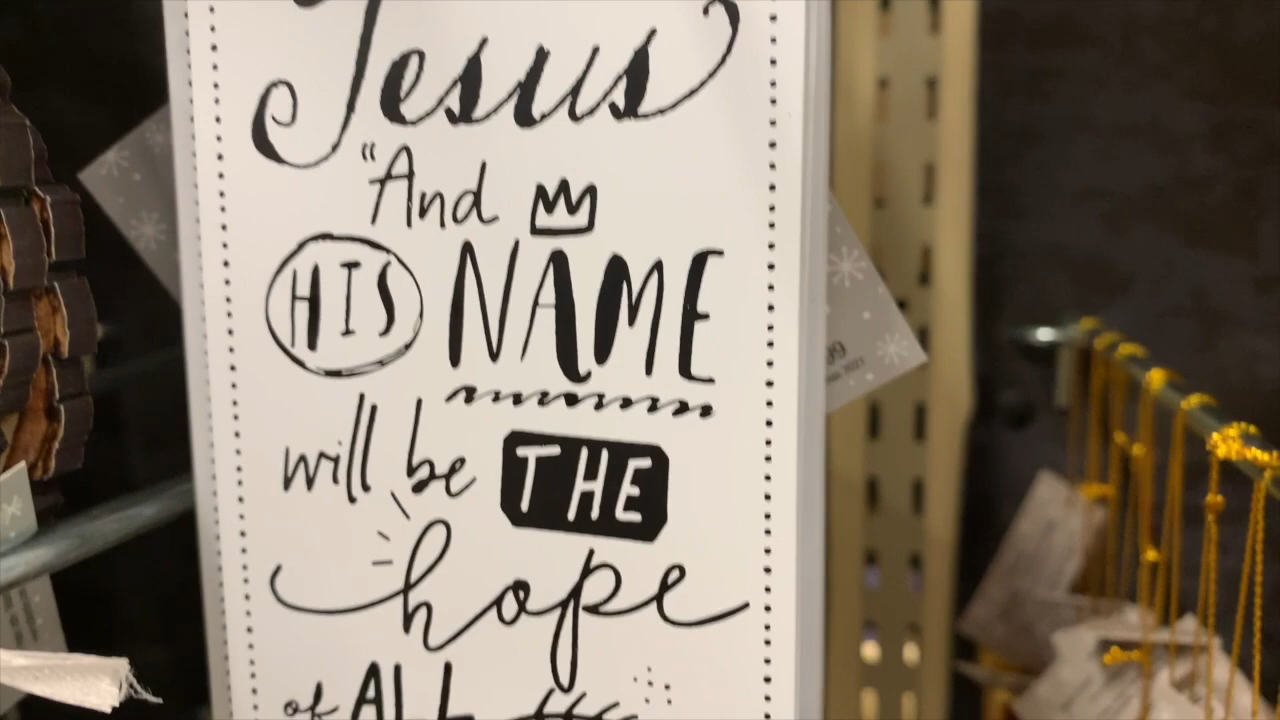 Jesus
"And
HIS NAME
will be THE
hope
of ALL